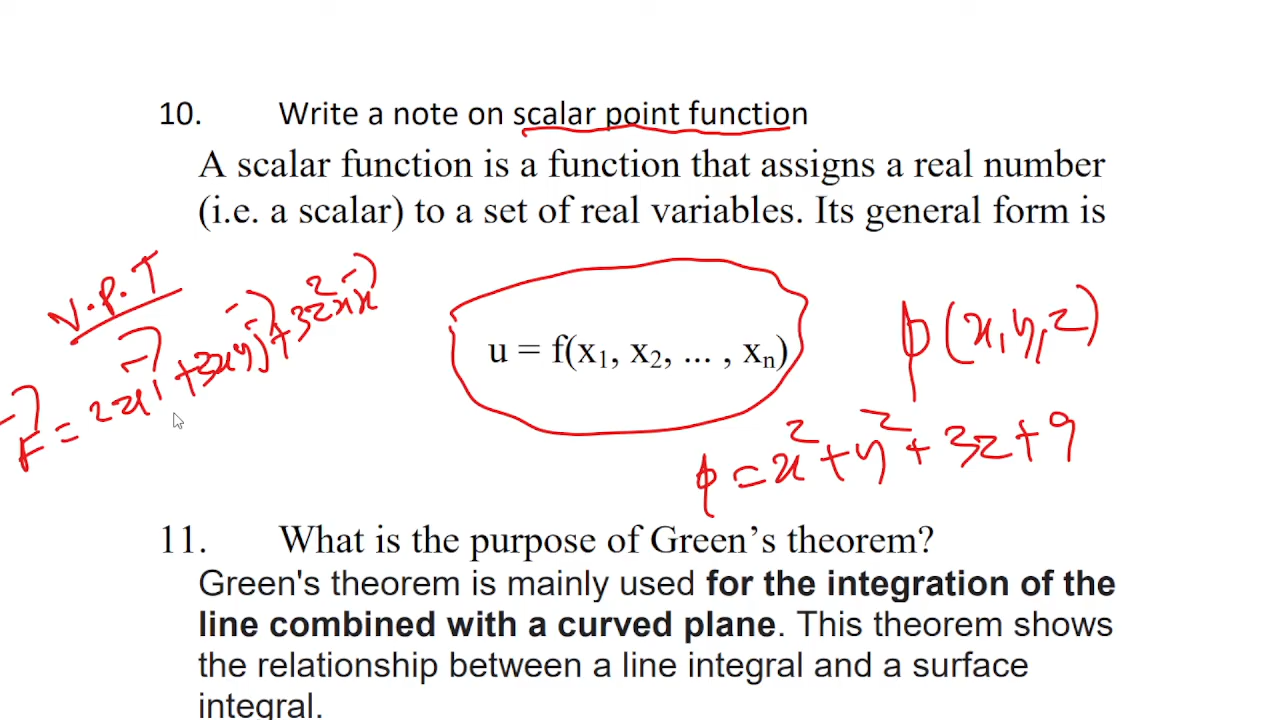 10. Write a note on scalar point function
A scalar function is a function that assigns a real number
(i.e. a scalar) to a set of real variables. Its general form is
V.P.T
F = 2x
u = f(x₁, x₂, ... , xₙ)
φ(x, y, z)
φ = x² + y² + 3z + 9
11. What is the purpose of Green's theorem?
Green's theorem is mainly used for the integration of the
line combined with a curved plane. This theorem shows
the relationship between a line integral and a surface
integral.